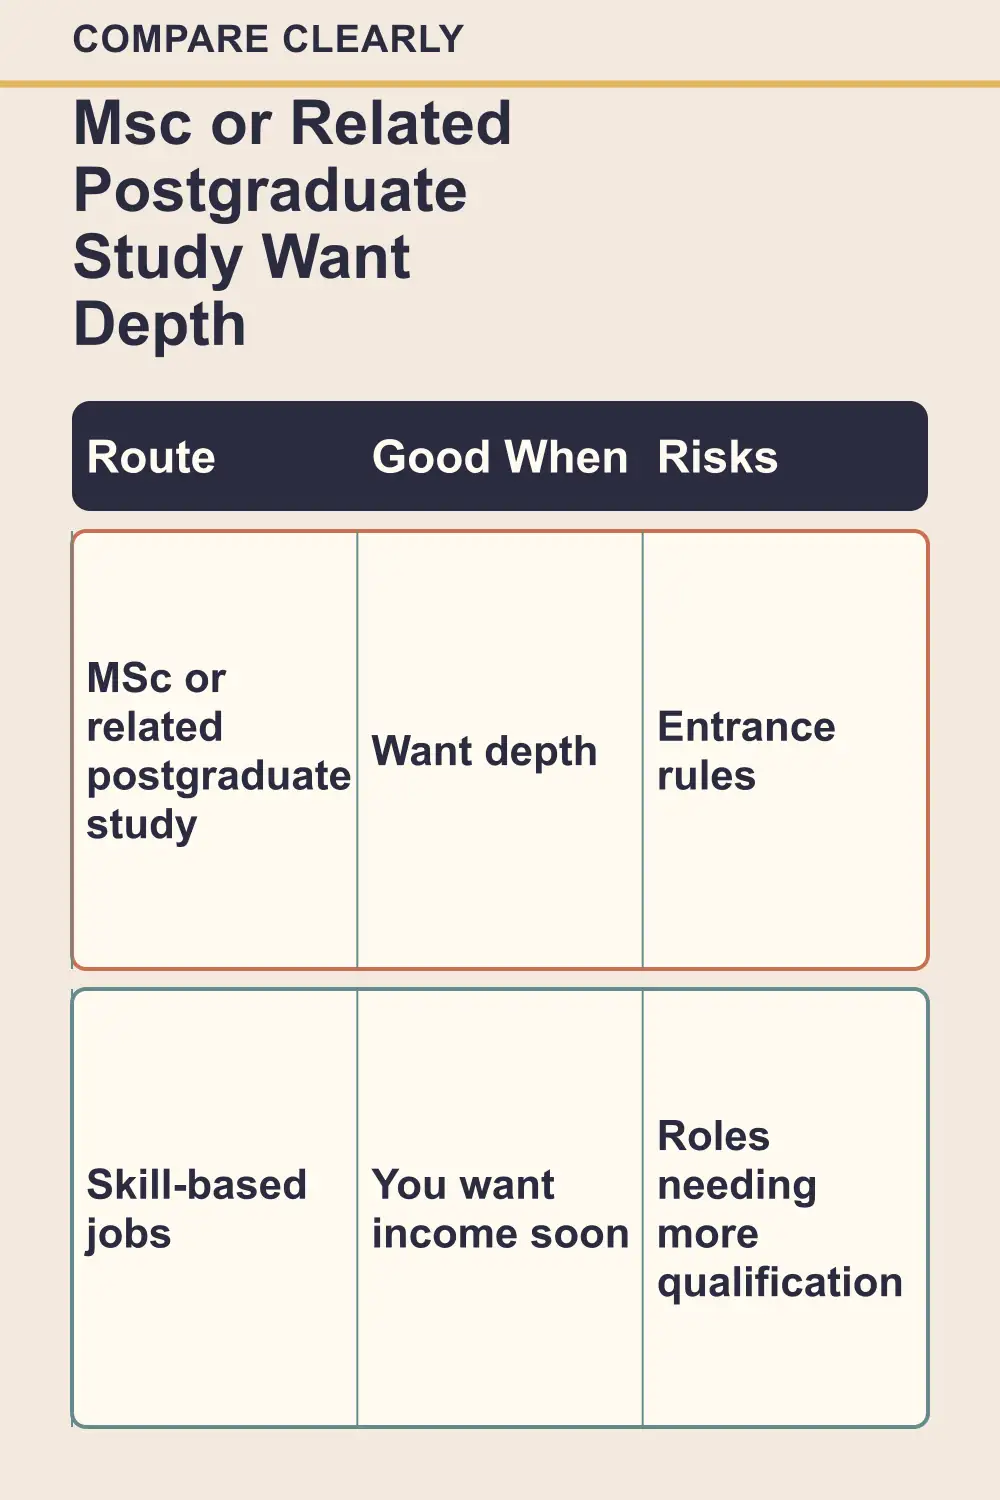 COMPARE CLEARLY
Msc or Related
Postgraduate
Study Want
Depth
Route Good When Risks
MSc or
related
postgraduate
study
Want depth
Entrance
rules
Skill-based
jobs
You want
income soon
Roles
needing
more
qualification